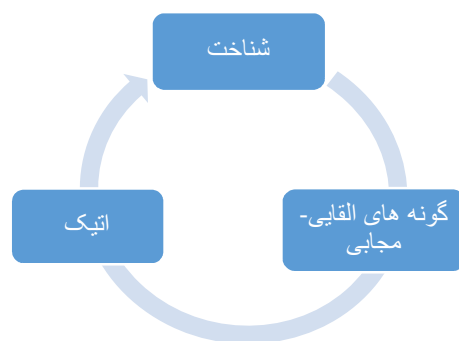 شناخت
گونه های القایی-
مجابی
اتیک